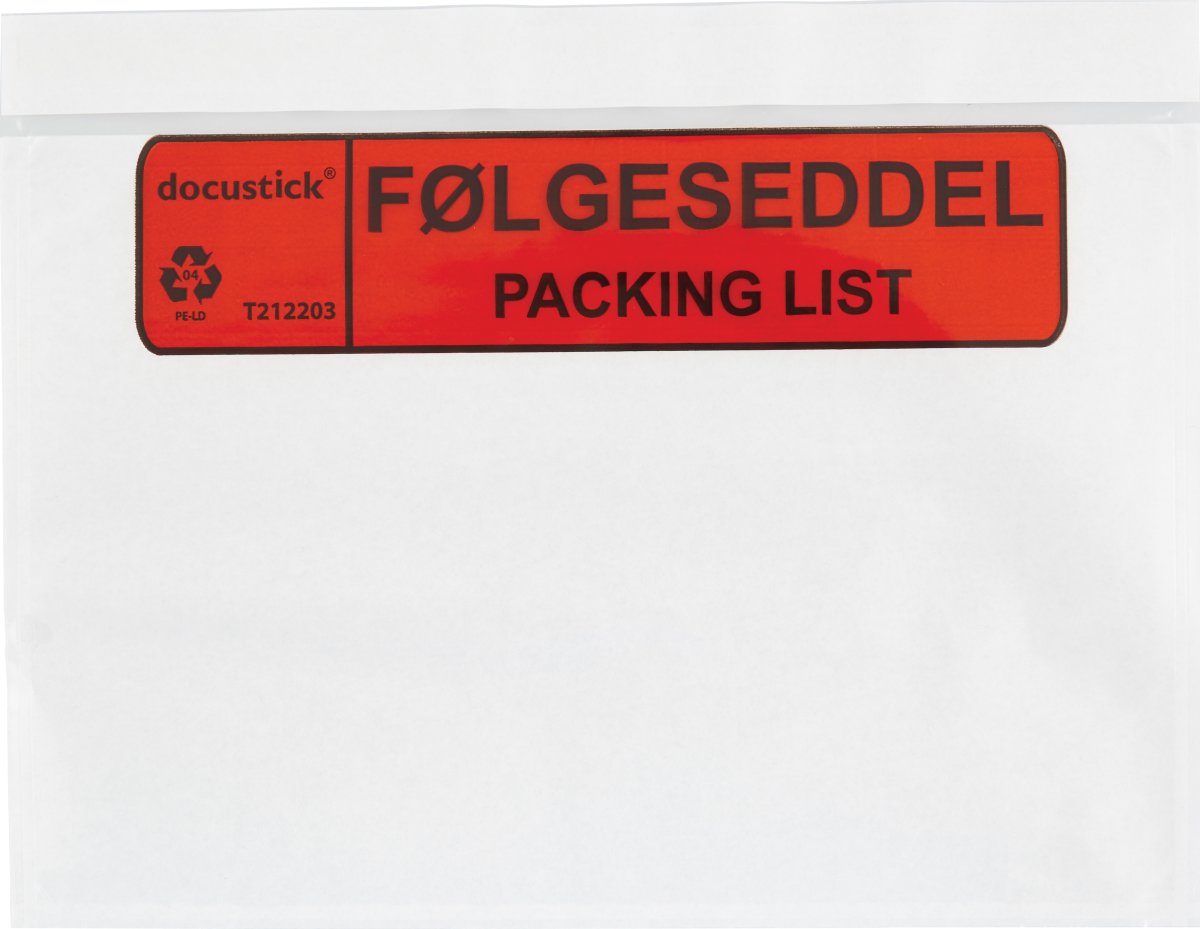 docustick®
04
PE-LD
T212203
FØLGESEDDEL
PACKING LIST